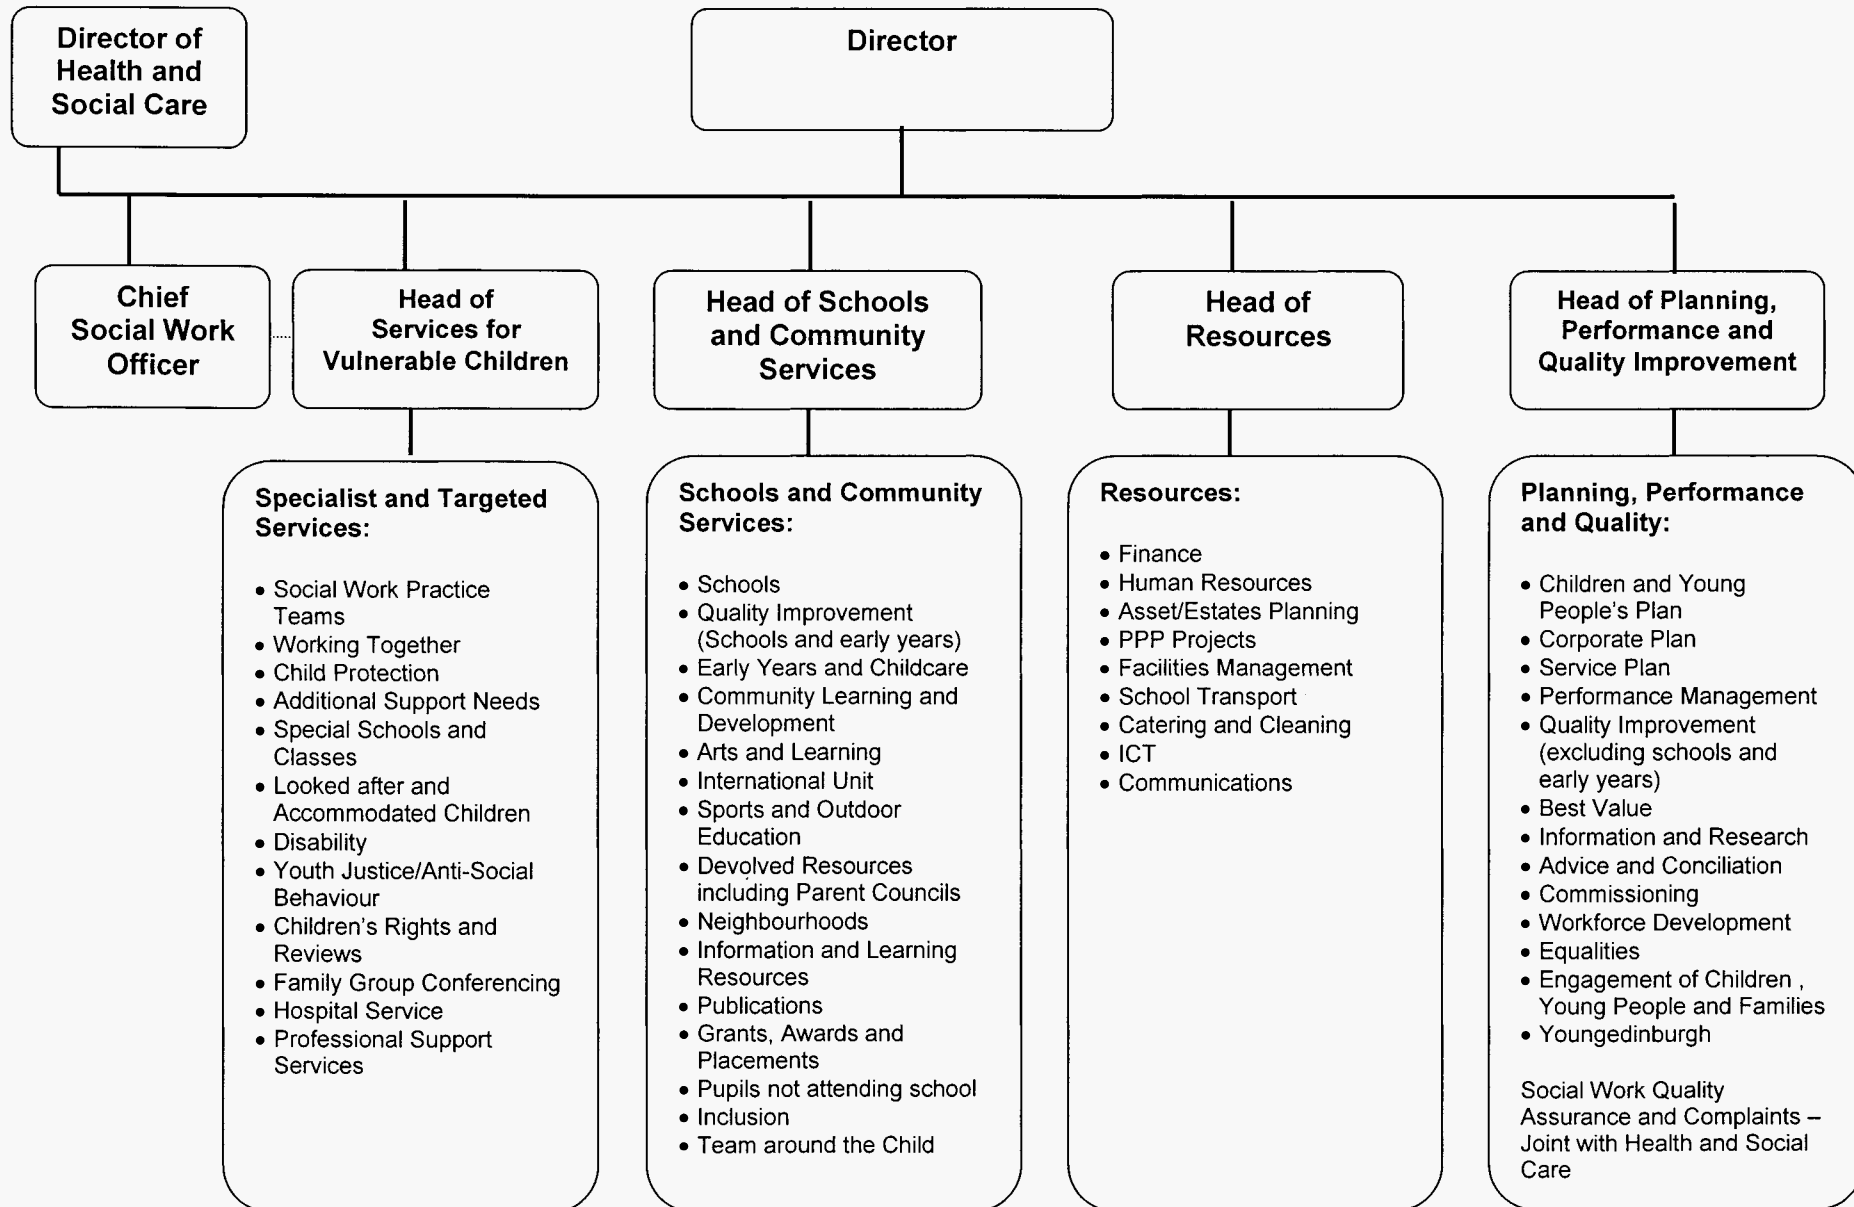 Director of
Health and
Social Care
Director
Chief
Social Work
Officer
Head of
Services for
Vulnerable Children
Head of Schools
and Community
Services
Head of
Resources
Head of Planning,
Performance and
Quality Improvement
Specialist and Targeted
Services:
• Social Work Practice
Teams
• Working Together
• Child Protection
• Additional Support Needs
• Special Schools and
Classes
• Looked after and
Accommodated Children
• Disability
• Youth Justice/Anti-Social
Behaviour
• Children's Rights and
Reviews
• Family Group Conferencing
• Hospital Service
• Professional Support
Services
Schools and Community
Services:
• Schools
• Quality Improvement
(Schools and early years)
• Early Years and Childcare
• Community Learning and
Development
• Arts and Learning
• International Unit
• Sports and Outdoor
Education
• Devolved Resources
including Parent Councils
• Neighbourhoods
• Information and Learning
Resources
• Publications
• Grants, Awards and
Placements
• Pupils not attending school
• Inclusion
• Team around the Child
Resources:
• Finance
• Human Resources
• Asset/Estates Planning
• PPP Projects
• Facilities Management
• School Transport
• Catering and Cleaning
• ICT
• Communications
Planning, Performance
and Quality:
• Children and Young
People's Plan
• Corporate Plan
• Service Plan
• Performance Management
• Quality Improvement
(excluding schools and
early years)
• Best Value
• Information and Research
• Advice and Conciliation
• Commissioning
• Workforce Development
• Equalities
• Engagement of Children ,
Young People and Families
• Youngedinburgh
Social Work Quality
Assurance and Complaints –
Joint with Health and Social
Care